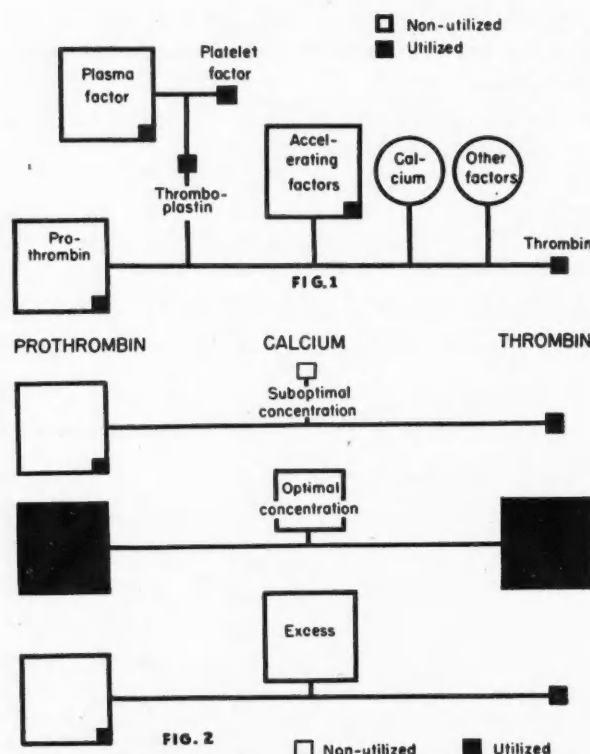 Non-utilized
Utilized
Plasma
factor
Platelet
factor
Thrombo-
plastin
Accel-
erating
factors
Cal-
cium
Other
factors
Pro-
thrombin
Thrombin
FIG.1
PROTHROMBIN CALCIUM THROMBIN
Suboptimal
concentration
Optimal
concentration
Excess
FIG. 2
Non-utilized Utilized